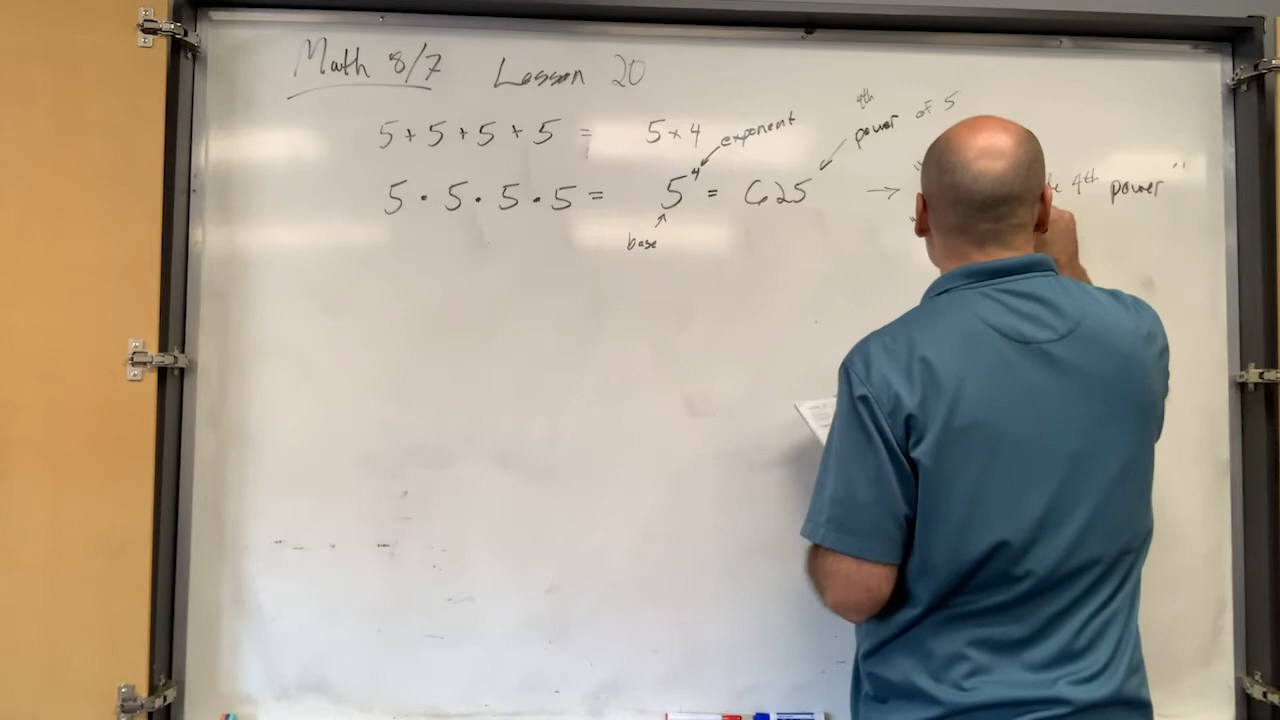 Math 8/7 Lesson 20
5 + 5 + 5 + 5 = 5 × 4
exponent
4th
power of 5
5 · 5 · 5 · 5 = 5⁴ = 625 → " 4th power"
base